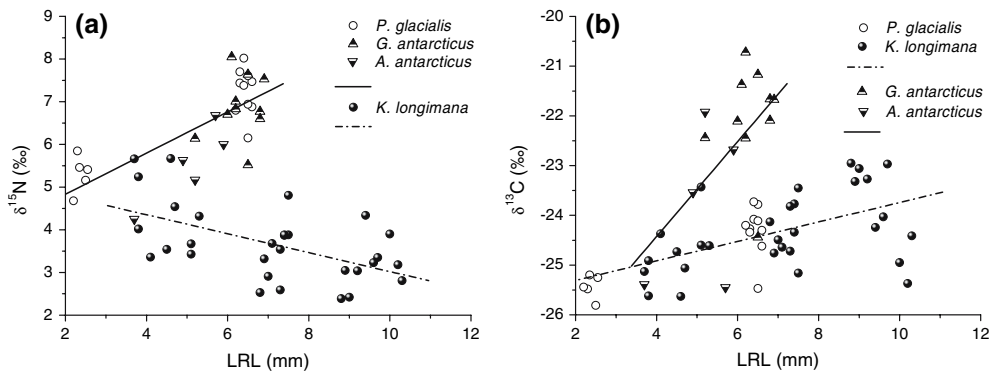 (a)
P. glacialis
G. antarcticus
A. antarcticus
K. longimana
9
8
7
6
5
4
3
2
δ15N (‰)
2 4 6 8 10 12
LRL (mm)
(b)
P. glacialis
K. longimana
G. antarcticus
A. antarcticus
-20
-21
-22
-23
-24
-25
-26
δ13C (‰)
2 4 6 8 10 12
LRL (mm)